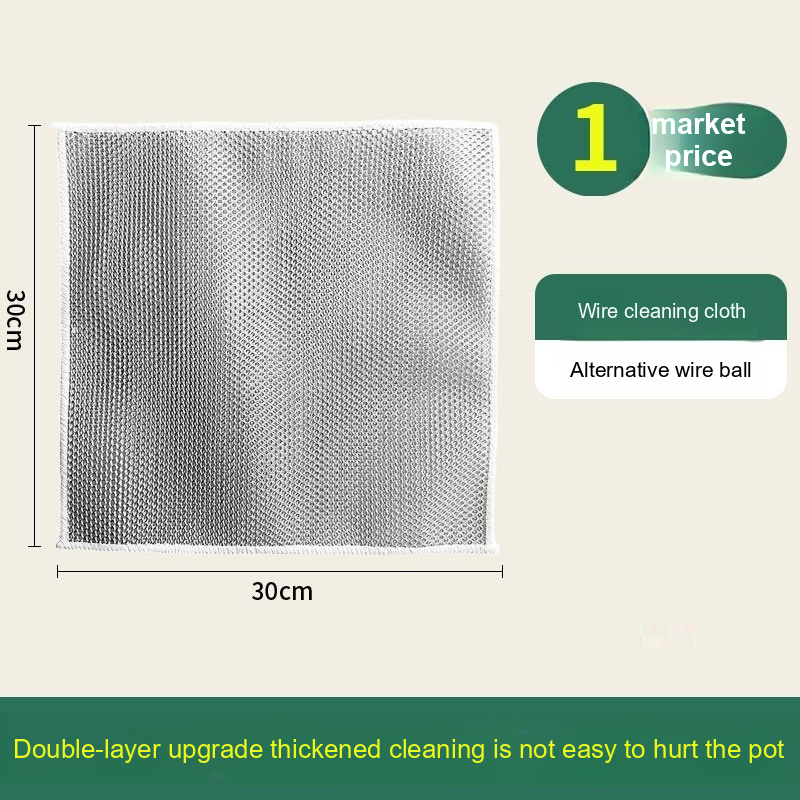 1
market
price
30cm
Wire cleaning cloth
Alternative wire ball
30cm
Double-layer upgrade thickened cleaning is not easy to hurt the pot